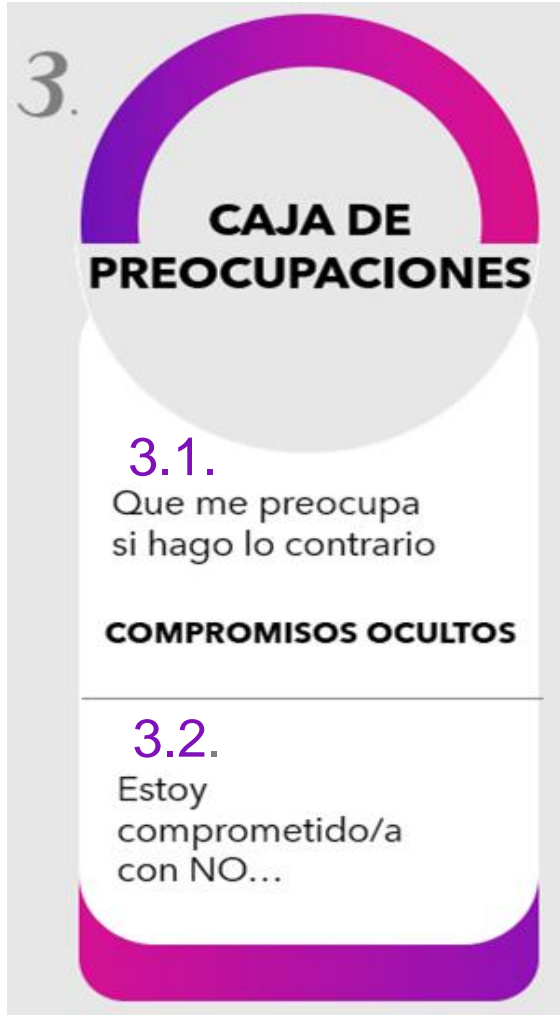 3.
CAJA DE
PREOCUPACIONES
3.1.
Que me preocupa
si hago lo contrario
COMPROMISOS OCULTOS
3.2.
Estoy
comprometido/a
con NO...